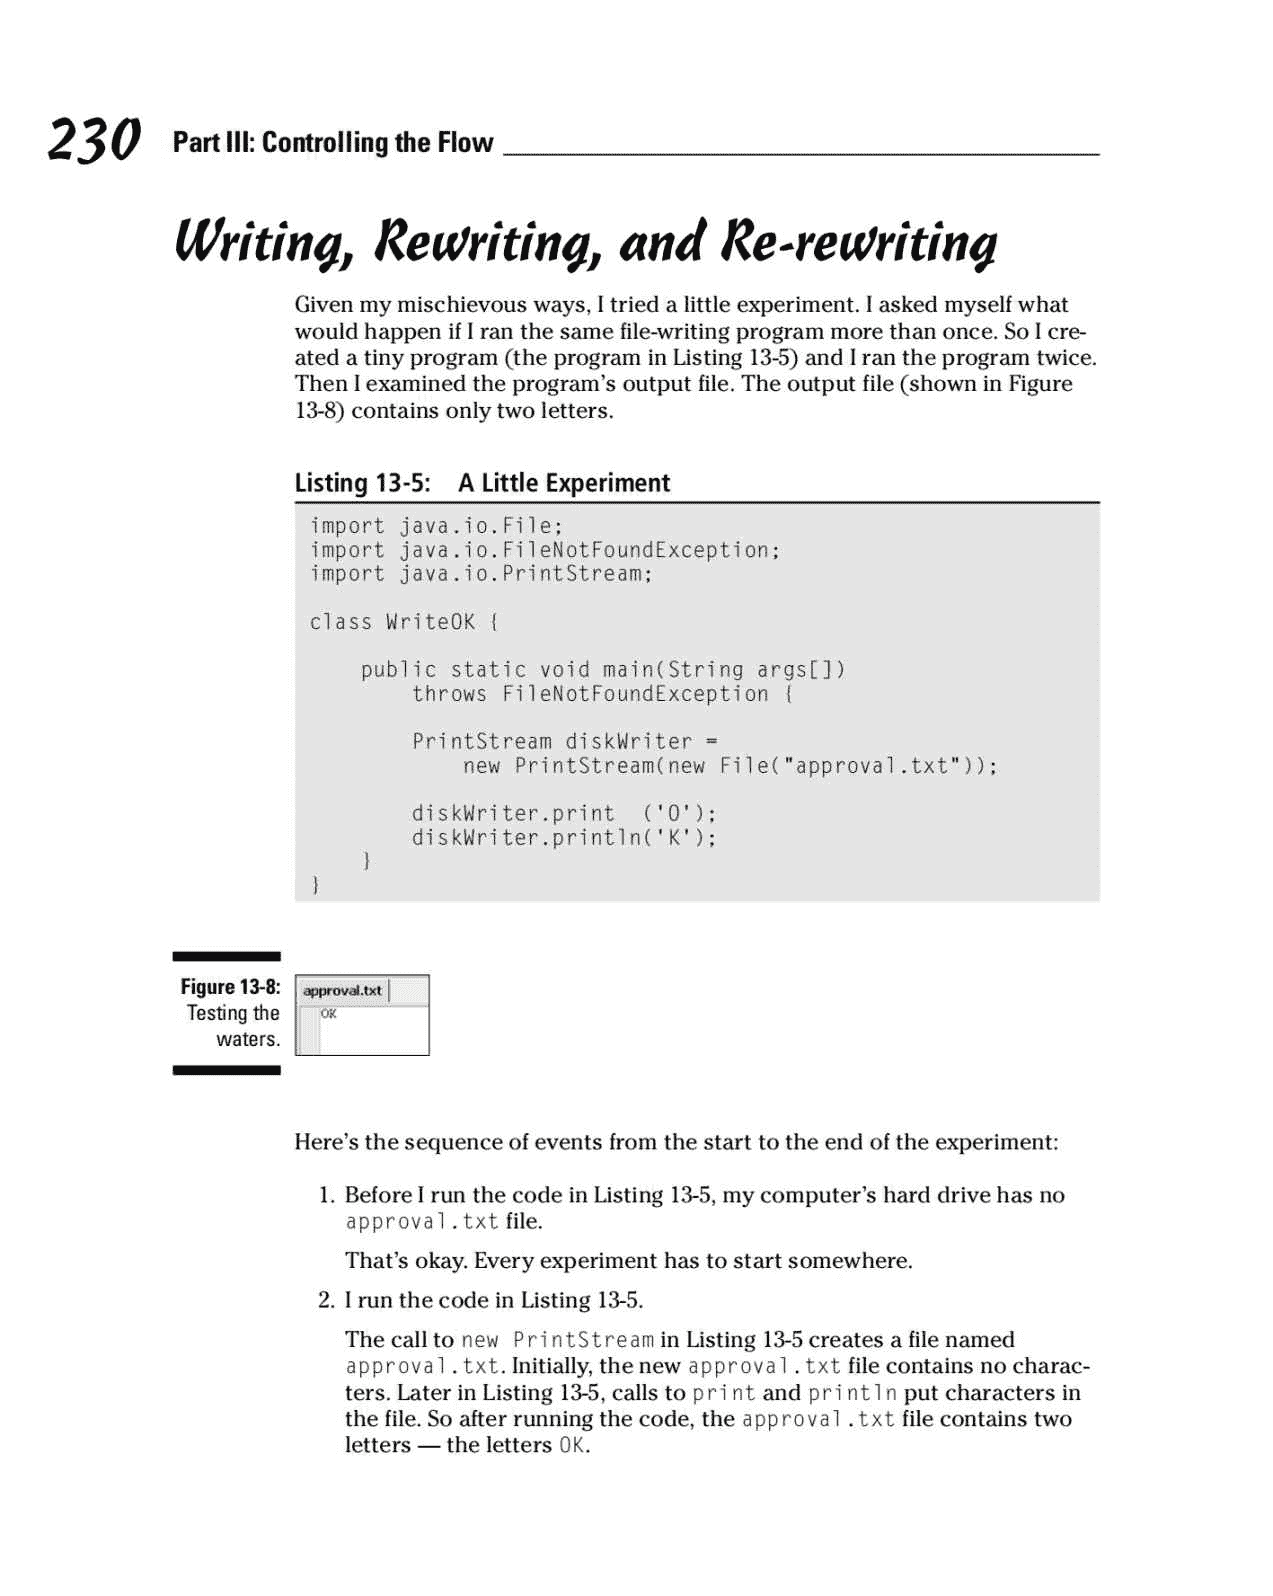 230 Part III: Controlling the Flow
Writing, Rewriting, and Re-rewriting
Given my mischievous ways, I tried a little experiment. I asked myself what
would happen if I ran the same file-writing program more than once. So I cre-
ated a tiny program (the program in Listing 13-5) and I ran the program twice.
Then I examined the program's output file. The output file (shown in Figure
13-8) contains only two letters.
Listing 13-5: A Little Experiment
import java.io.File;
import java.io.FileNotFoundException;
import java.io.PrintStream;
class WriteOK {
public static void main(String args[])
throws FileNotFoundException {
PrintStream diskWriter =
new PrintStream(new File("approval.txt"));
diskWriter.print  ('O');
diskWriter.println('K');
}
}
Figure 13-8:
Testing the
waters.
approval.txt
OK
Here's the sequence of events from the start to the end of the experiment:
1. Before I run the code in Listing 13-5, my computer's hard drive has no
approval.txt file.
That's okay. Every experiment has to start somewhere.
2. I run the code in Listing 13-5.
The call to new PrintStream in Listing 13-5 creates a file named
approval.txt. Initially, the new approval.txt file contains no charac-
ters. Later in Listing 13-5, calls to print and println put characters in
the file. So after running the code, the approval.txt file contains two
letters — the letters OK.